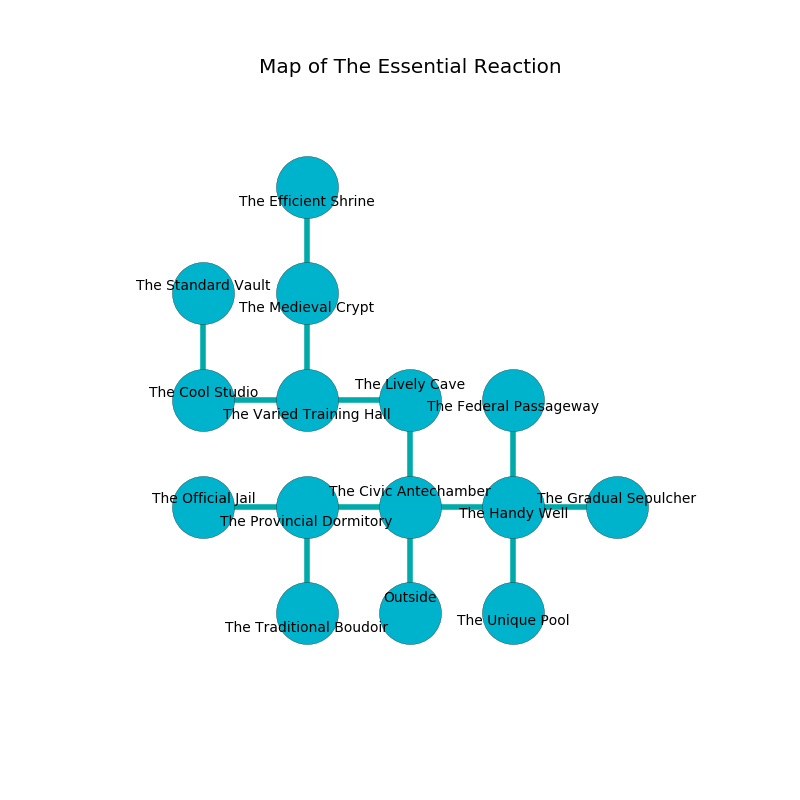 Map of The Essential Reaction
The Efficient Shrine
The Standard Vault
The Medieval Crypt
The Lively Cave
The Cool Studio
The Federal Passageway
The Varied Training Hall
The Civic Antechamber
The Official Jail
The Gradual Sepulcher
The Handy Well
The Provincial Dormitory
Outside
The Unique Pool
The Traditional Boudoir